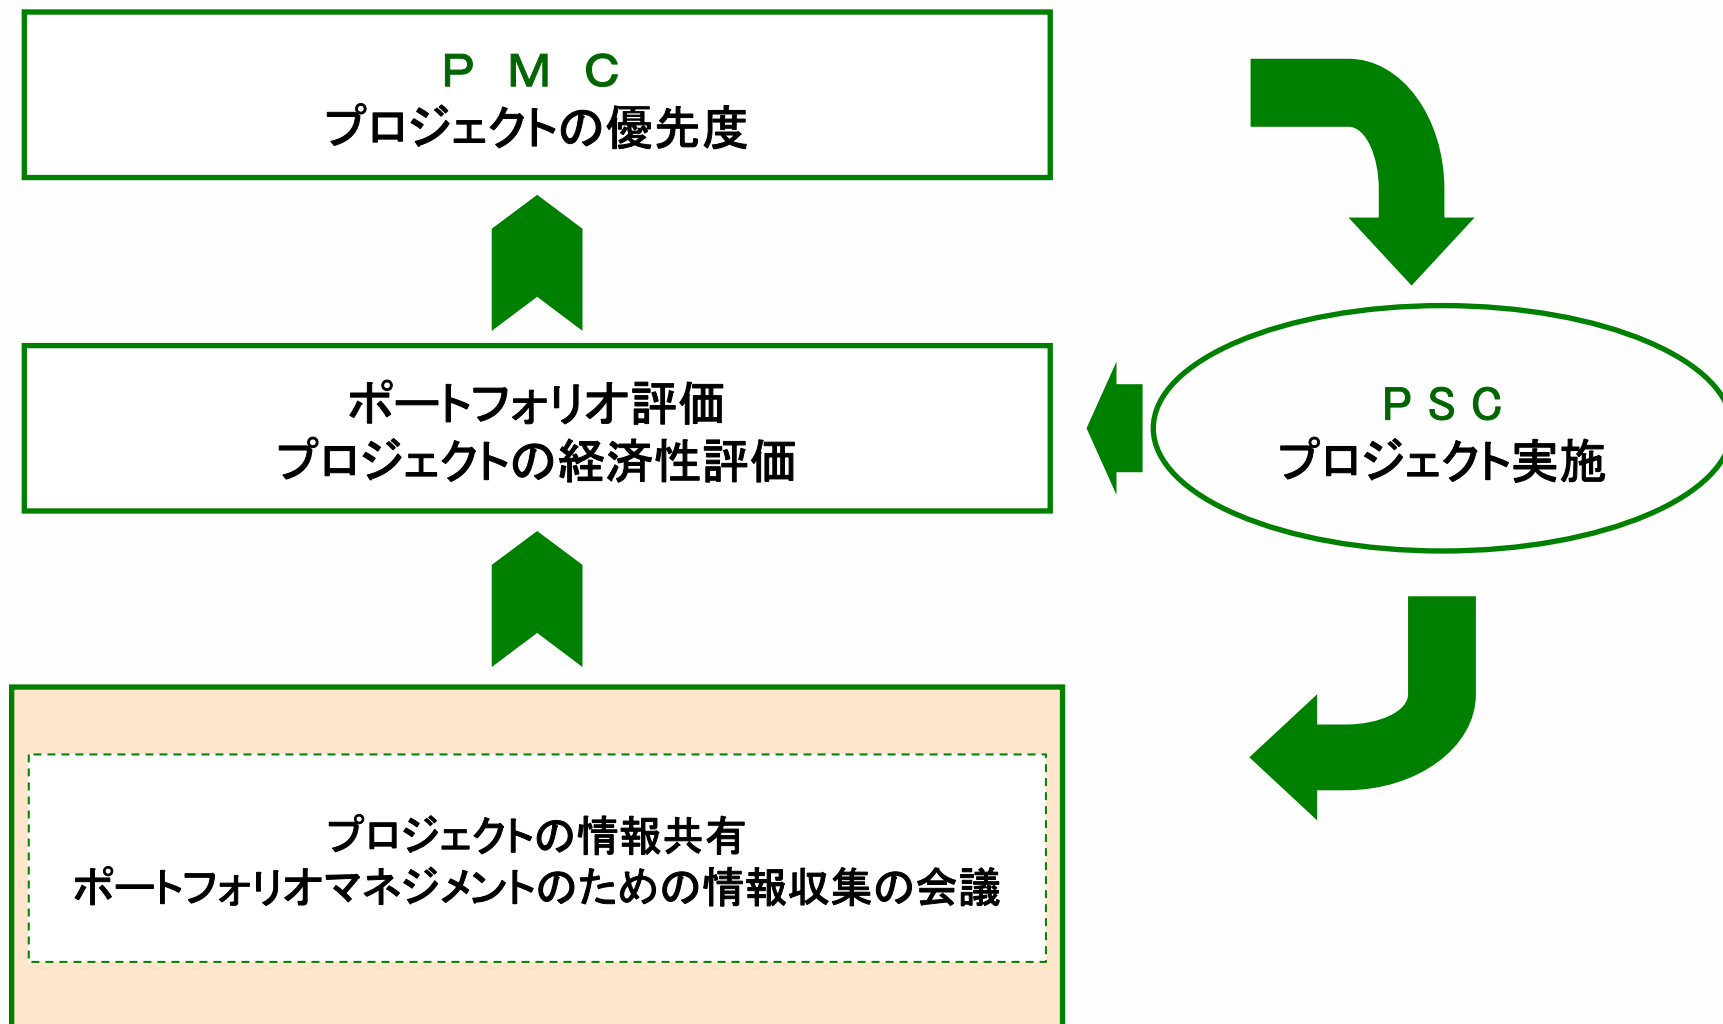 ＰＭＣ
プロジェクトの優先度
ポートフォリオ評価
プロジェクトの経済性評価
ＰＳＣ
プロジェクト実施
プロジェクトの情報共有
ポートフォリオマネジメントのための情報収集の会議